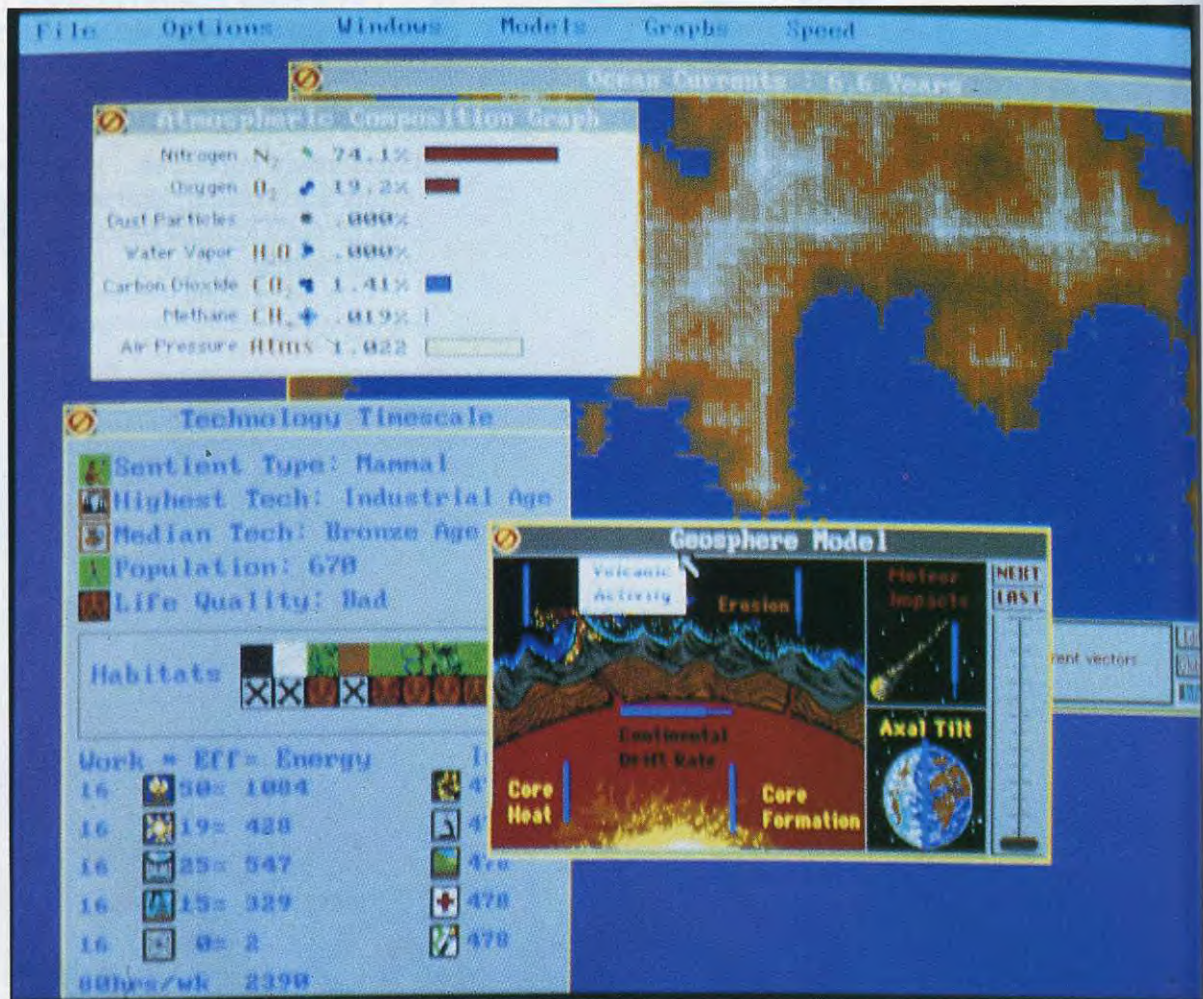 File Options Windows Models Graphs Speed
Ocean Currents : 6.6 Years
Atmospheric Composition Graph
Nitrogen N₂ 74.1%
Oxygen O₂ 19.2%
Dust Particles .000%
Water Vapor H₂O .000%
Carbon Dioxide CO₂ 1.41%
Methane CH₄ .019%
Air Pressure Atms 1.022
Technology Timescale
Sentient Type: Mammal
Highest Tech: Industrial Age
Median Tech: Bronze Age
Population: 670
Life Quality: Bad
Habitats
Work * Eff= Energy
16 50= 1084
16 19= 428
16 25= 547
16 15= 329
16 0= 2
80hrs/wk 2390
478
478
Geosphere Model
Volcanic
Activity
Erosion
Meteor
Impacts
NEXT
LAST
Continental
Drift Rate
Core
Heat
Core
Formation
Axal Tilt
rent vectors